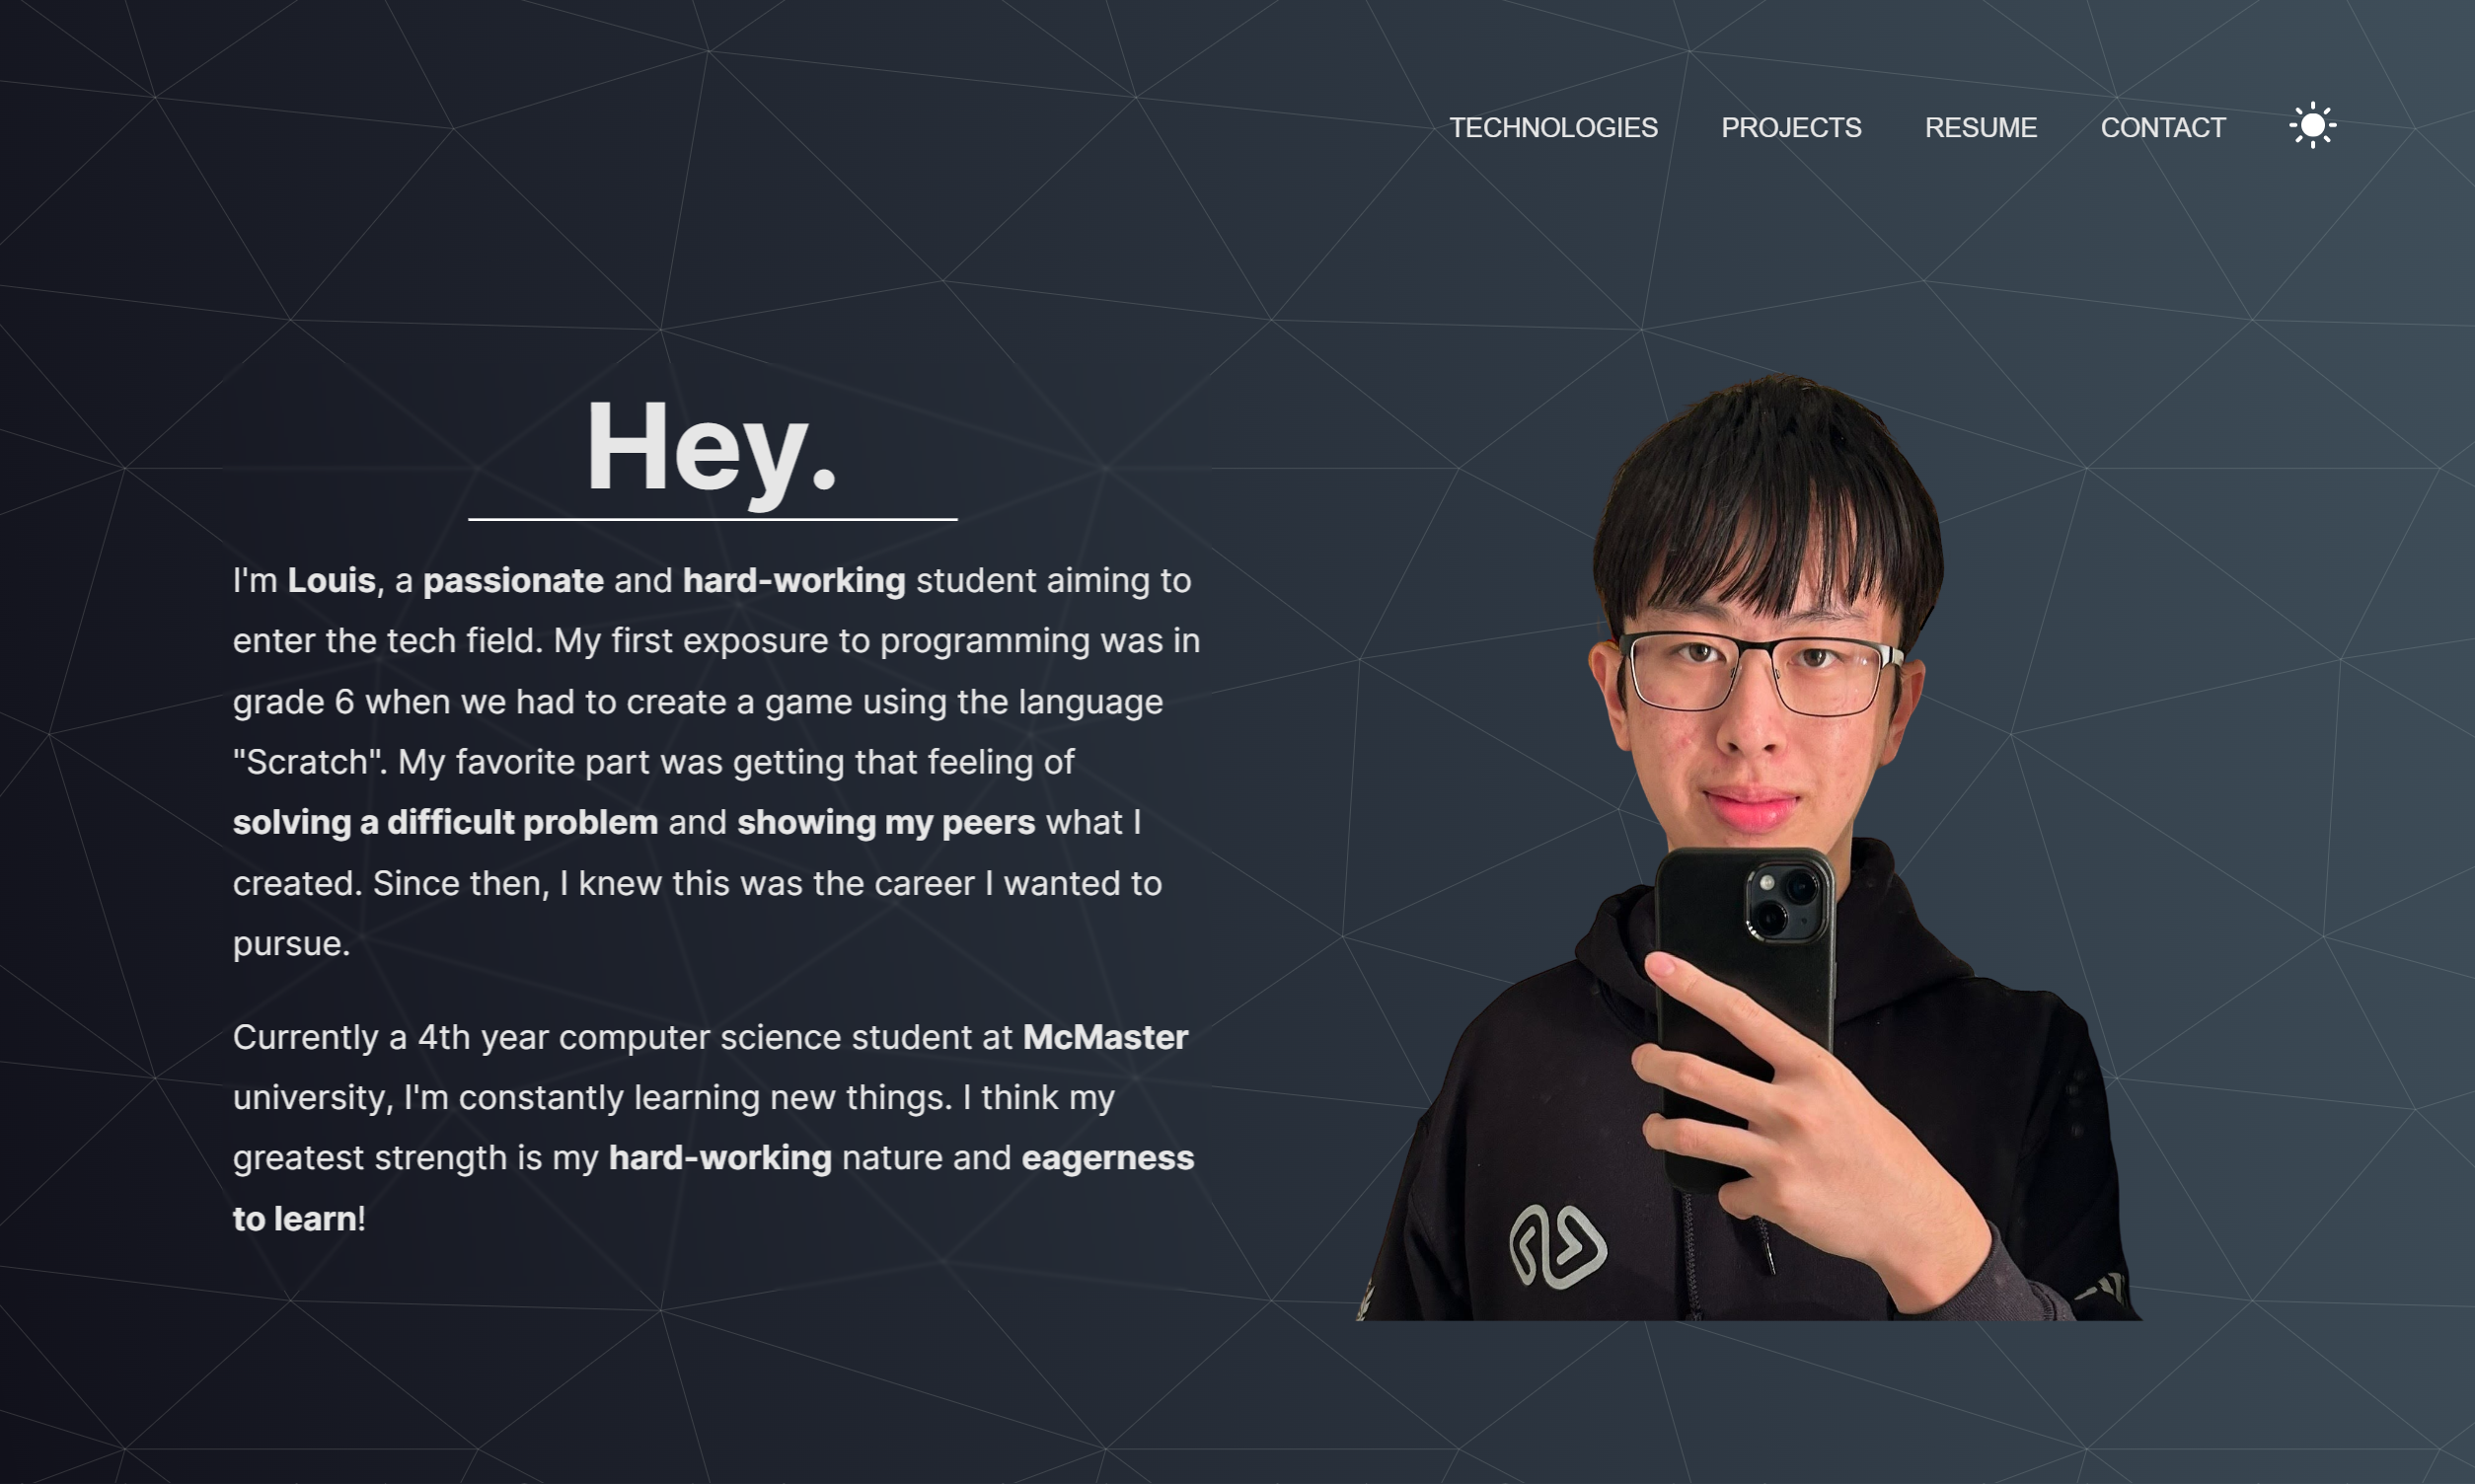 TECHNOLOGIES PROJECTS RESUME CONTACT
Hey.
I'm Louis, a passionate and hard-working student aiming to
enter the tech field. My first exposure to programming was in
grade 6 when we had to create a game using the language
"Scratch". My favorite part was getting that feeling of
solving a difficult problem and showing my peers what I
created. Since then, I knew this was the career I wanted to
pursue.
Currently a 4th year computer science student at McMaster
university, I'm constantly learning new things. I think my
greatest strength is my hard-working nature and eagerness
to learn!